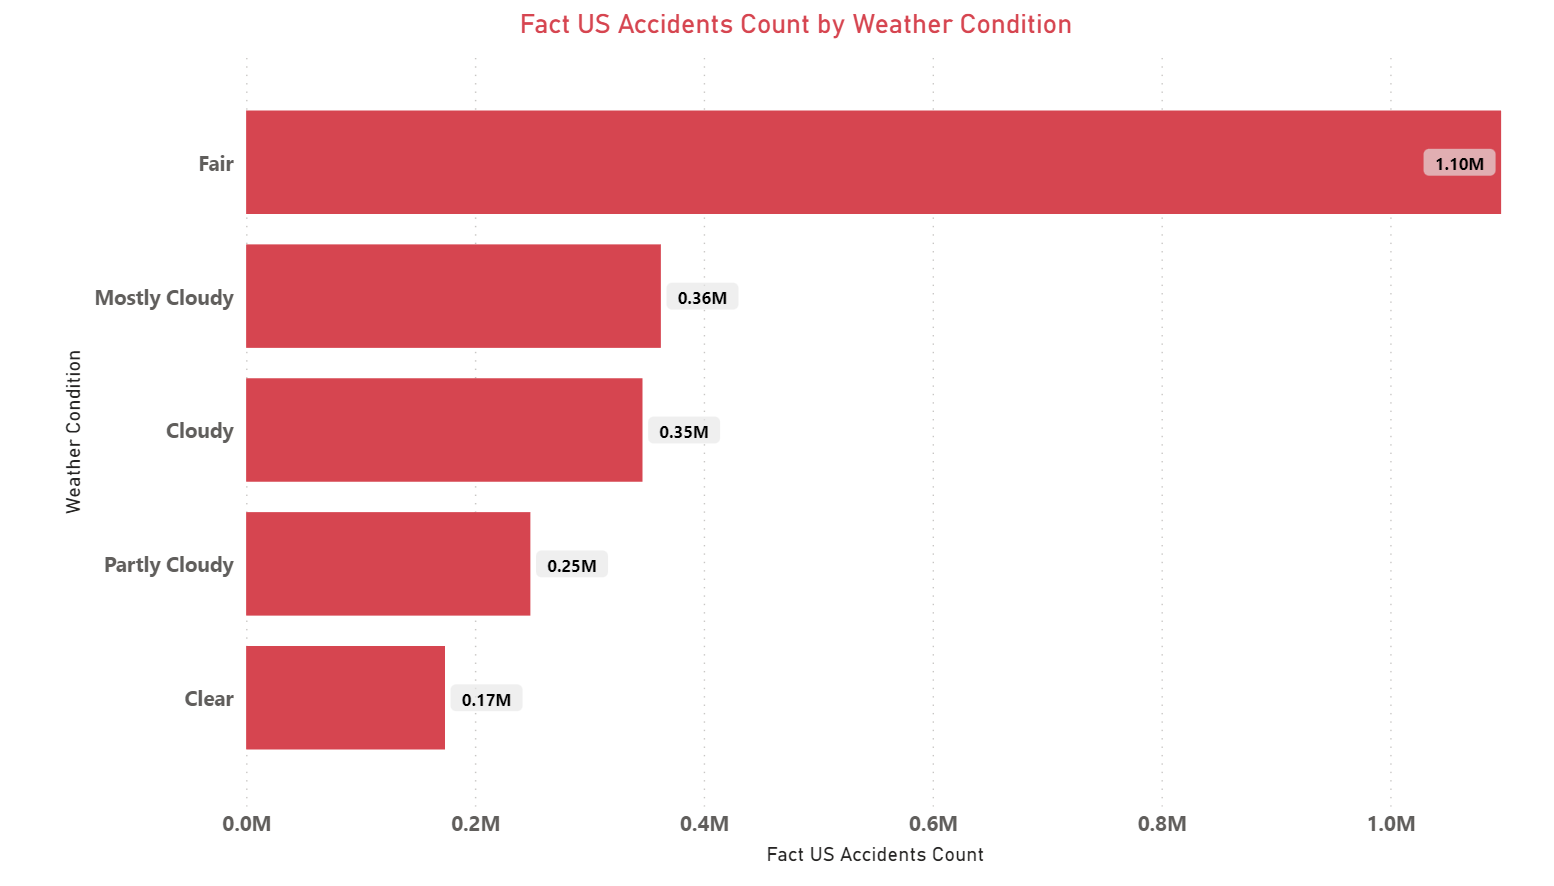 Fact US Accidents Count by Weather Condition
Weather Condition
Fair
1.10M
Mostly Cloudy
0.36M
Cloudy
0.35M
Partly Cloudy
0.25M
Clear
0.17M
0.0M 0.2M 0.4M 0.6M 0.8M 1.0M
Fact US Accidents Count